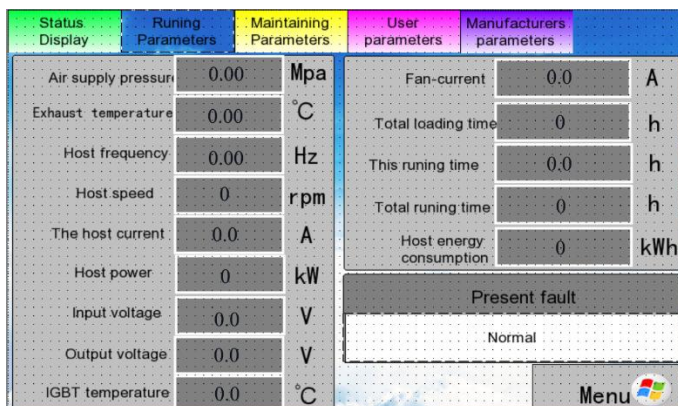 Status Display
Runing Parameters
Maintaining Parameters
User parameters
Manufacturers parameters
Air supply pressure 0.00 Mpa
Exhaust temperature 0.00 °C
Host frequency 0.00 Hz
Host speed 0 rpm
The host current 0.0 A
Host power 0 kW
Input voltage 0.0 V
Output voltage 0.0 V
IGBT temperature 0.0 °C
Fan-current 0.0 A
Total loading time 0 h
This runing time 0.0 h
Total runing time 0 h
Host energy consumption 0 kWh
Present fault
Normal
Menu